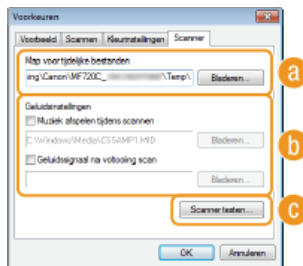 Voorkeuren
Voorbeeld Scannen Kleurinstellingen Scanner
Map voor tijdelijke bestanden
ing\Canon\MF720C_ \Temp\ Bladeren...
a
Geluidsinstellingen
Muziek afspelen tijdens scannen
b
C:\Windows\Media\CSSAMP1.MID Bladeren...
Geluidssignaal na voltooiing scan
Bladeren...
Scanner testen...
c
OK Annuleren